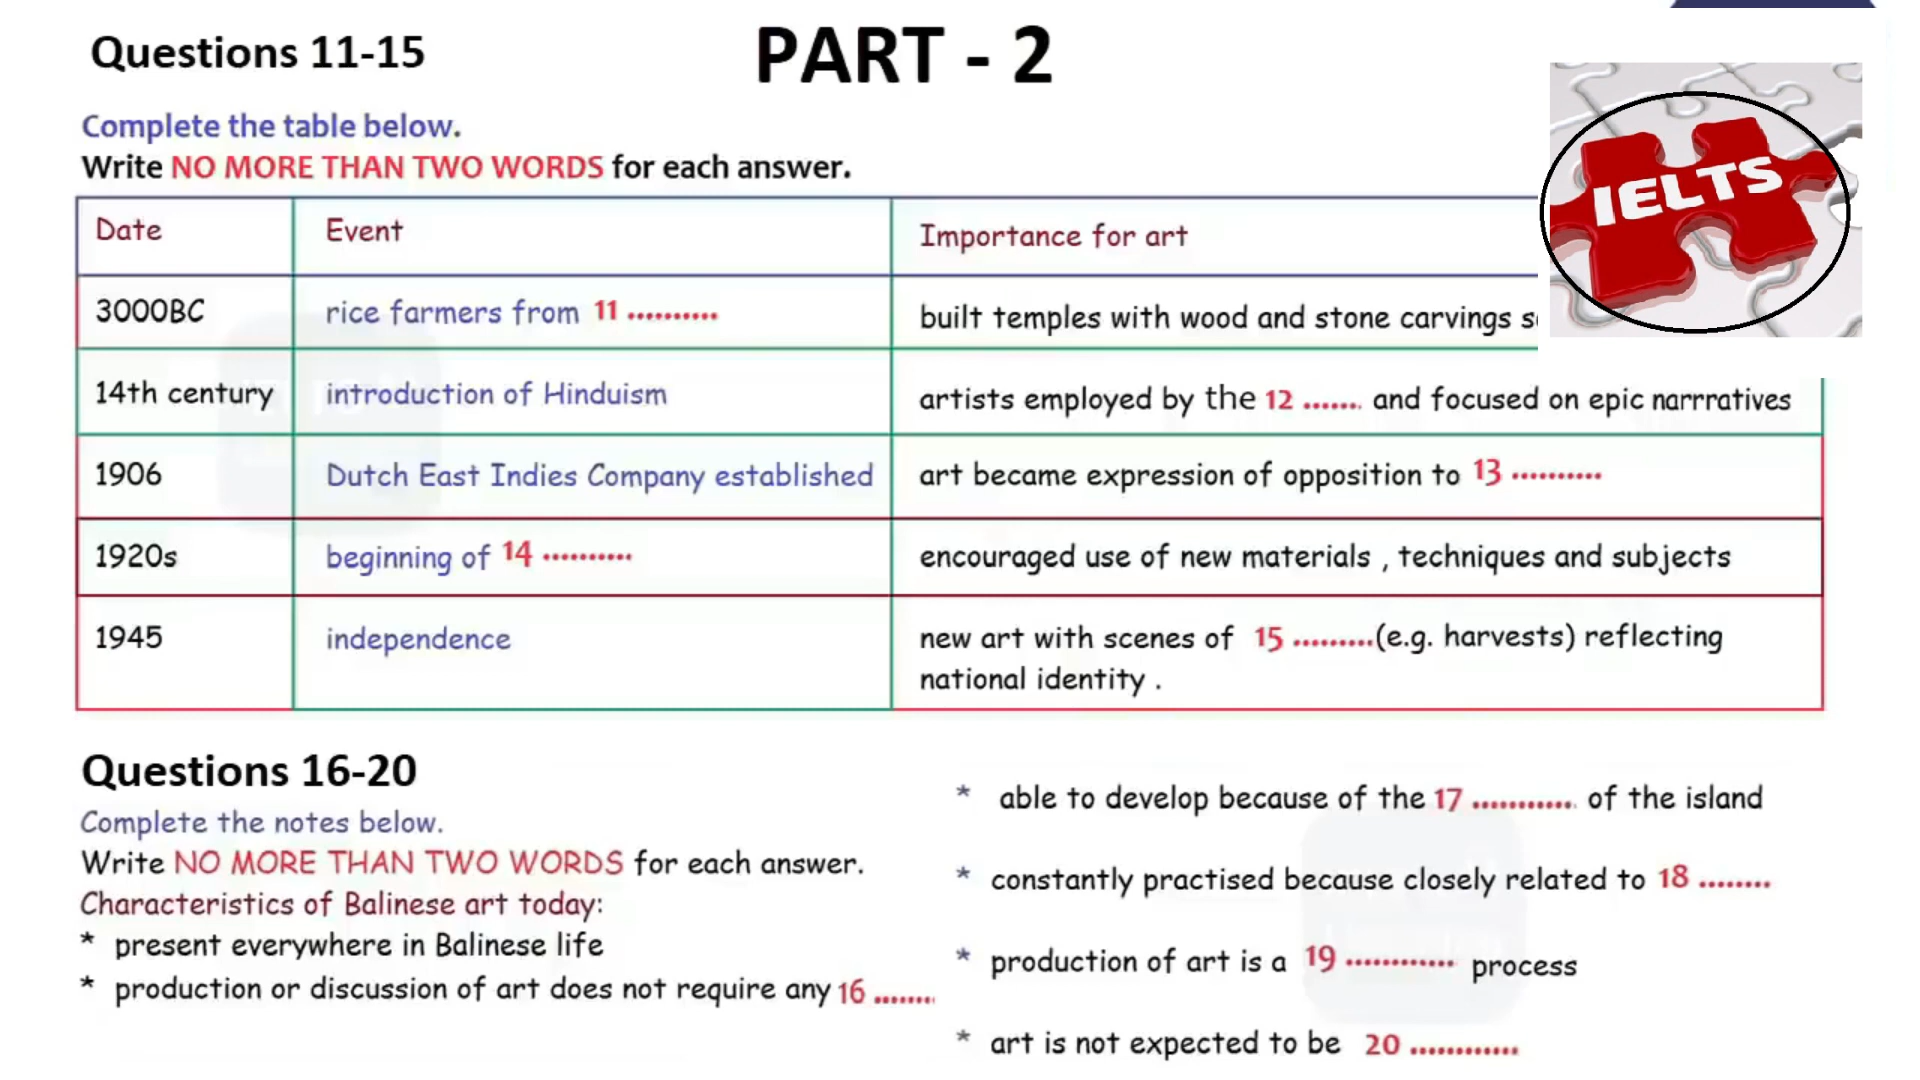 PART - 2
Questions 11-15
Complete the table below.
Write NO MORE THAN TWO WORDS for each answer.
Date Event Importance for art
3000BC rice farmers from 11 .......... built temples with wood and stone carvings
14th century introduction of Hinduism artists employed by the 12 ....... and focused on epic narrratives
1906 Dutch East Indies Company established art became expression of opposition to 13 ..........
1920s beginning of 14 .......... encouraged use of new materials , techniques and subjects
1945 independence new art with scenes of 15 .........(e.g. harvests) reflecting
national identity .
IELTS
Questions 16-20
Complete the notes below.
Write NO MORE THAN TWO WORDS for each answer.
Characteristics of Balinese art today:
* present everywhere in Balinese life
* production or discussion of art does not require any 16 ........
* able to develop because of the 17 ............ of the island
* constantly practised because closely related to 18 ........
* production of art is a 19 ............. process
* art is not expected to be 20 .............